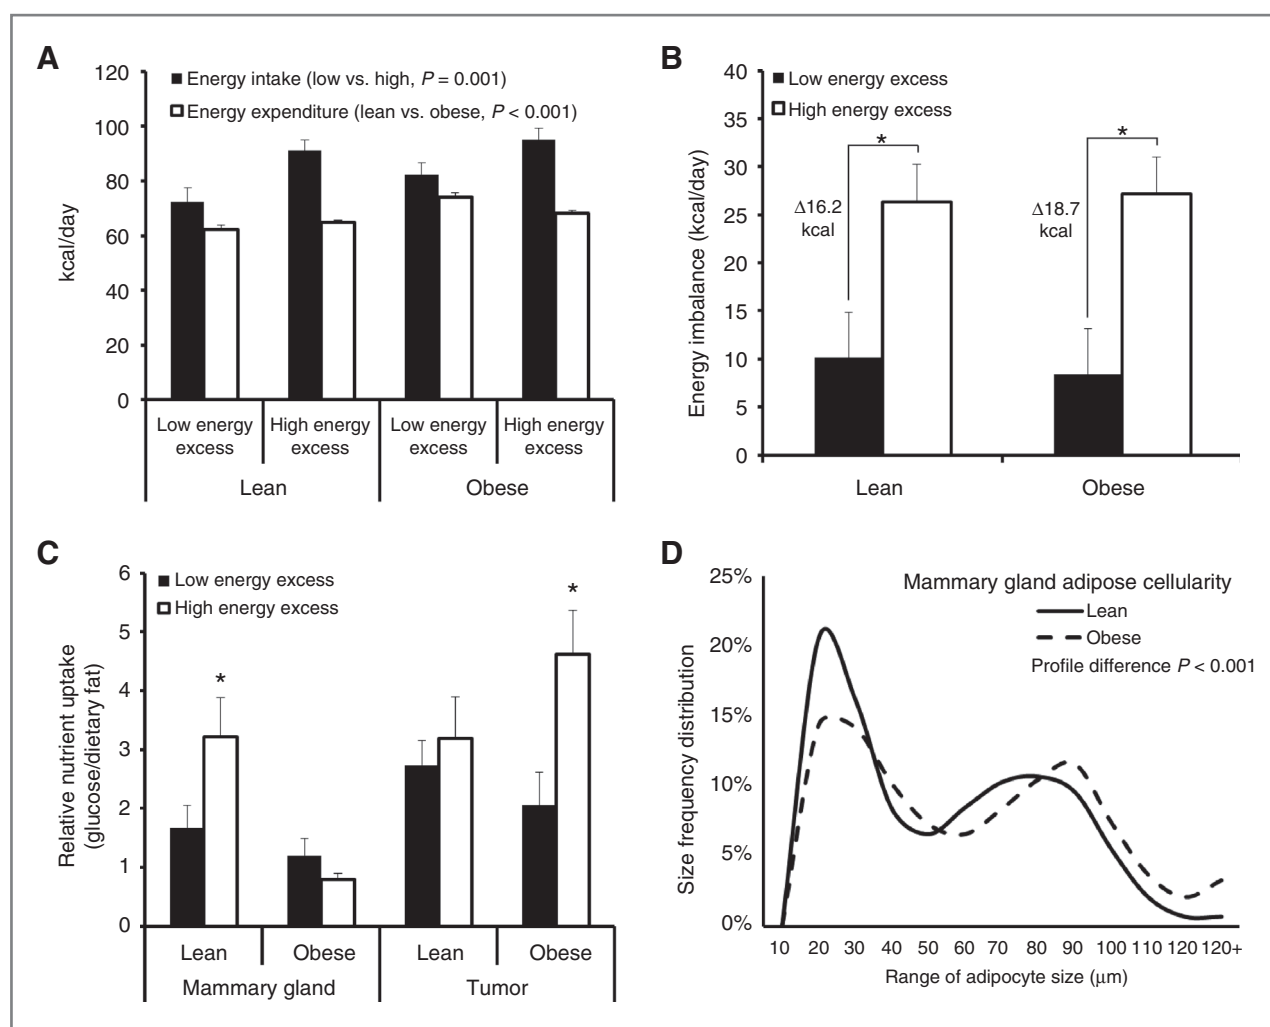 A
120
100
80
60
40
20
0
kcal/day
Energy intake (low vs. high, P = 0.001)
Energy expenditure (lean vs. obese, P < 0.001)
Low energy excess
High energy excess
Low energy excess
High energy excess
Lean
Obese
B
40
35
30
25
20
15
10
5
0
Energy imbalance (kcal/day)
Low energy excess
High energy excess
*
*
Δ16.2
kcal
Δ18.7
kcal
Lean
Obese
C
6
5
4
3
2
1
0
Relative nutrient uptake
(glucose/dietary fat)
Low energy excess
High energy excess
*
*
Lean
Obese
Lean
Obese
Mammary gland
Tumor
D
25%
20%
15%
10%
5%
0%
Size frequency distribution
Mammary gland adipose cellularity
Lean
Obese
Profile difference P < 0.001
10 20 30 40 50 60 70 80 90 100 110 120 120+
Range of adipocyte size (μm)